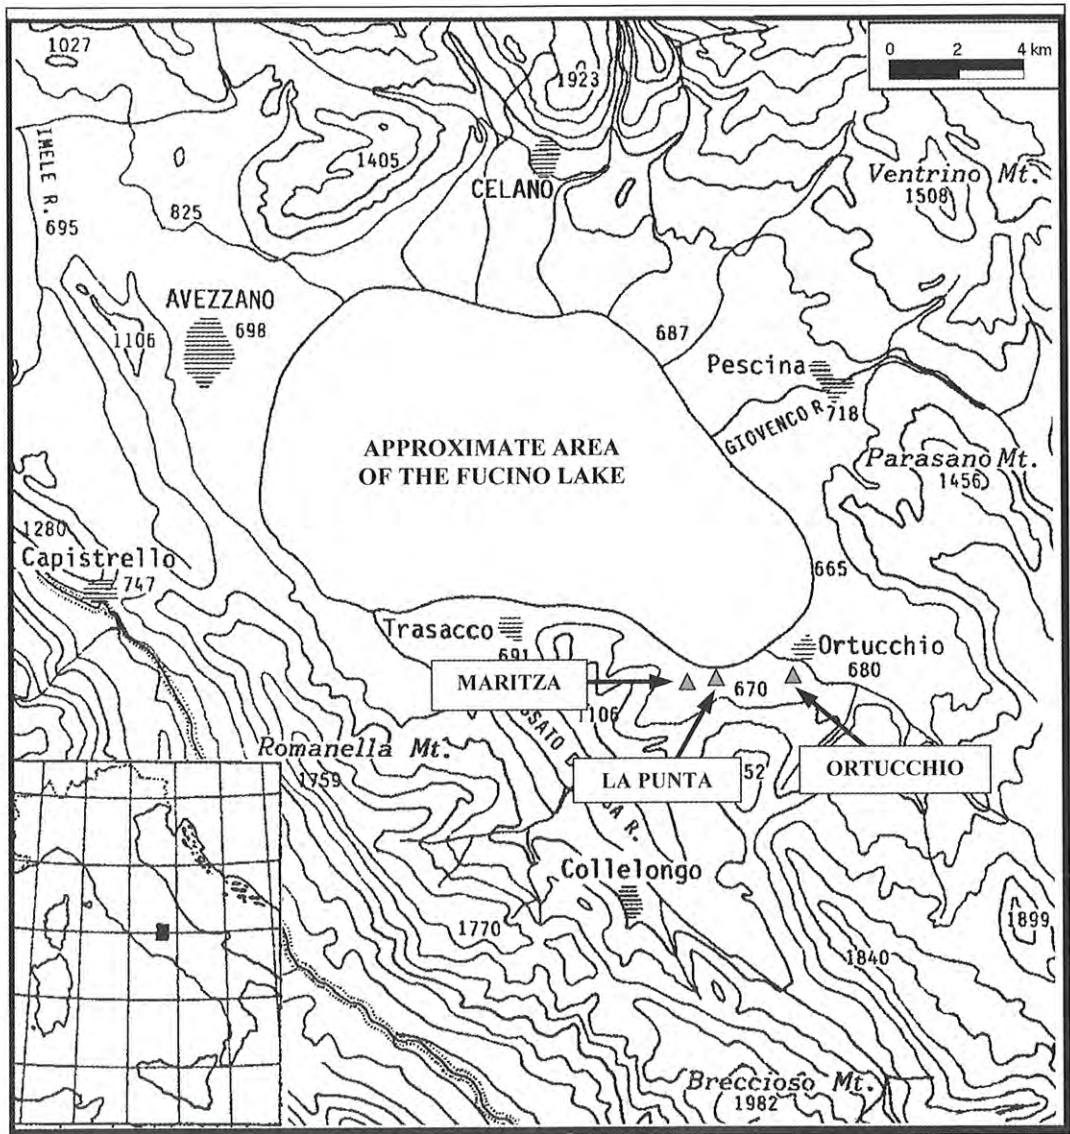 1027
0 2 4 km
1923
IMELE R.
1405
CELANO
Ventrino Mt.
1508
695
825
AVEZZANO
698
1106
687
Pescina
718
GIOVENCO R.
APPROXIMATE AREA
OF THE FUCINO LAKE
Parasano Mt.
1456
1280
Capistrello
747
665
Trasacco
691
Ortucchio
680
MARITZA
670
1106
Romanella Mt.
1759
LA PUNTA
52
ORTUCCHIO
R.
Collelongo
1770
1899
1840
Breccioso Mt.
1982